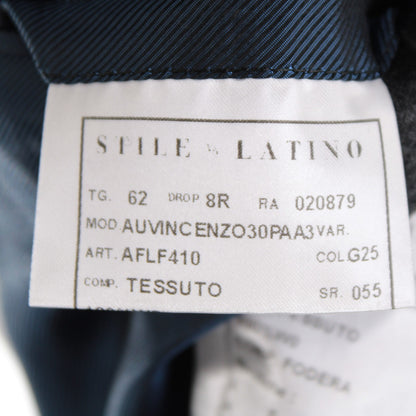 STILE LATINO
TG. 62 DROP 8R RA 020879
MOD. AUVINCENZO30PAA3 VAR.
ART. AFLF410 COL G25
COMP. TESSUTO SR. 055
FODERA